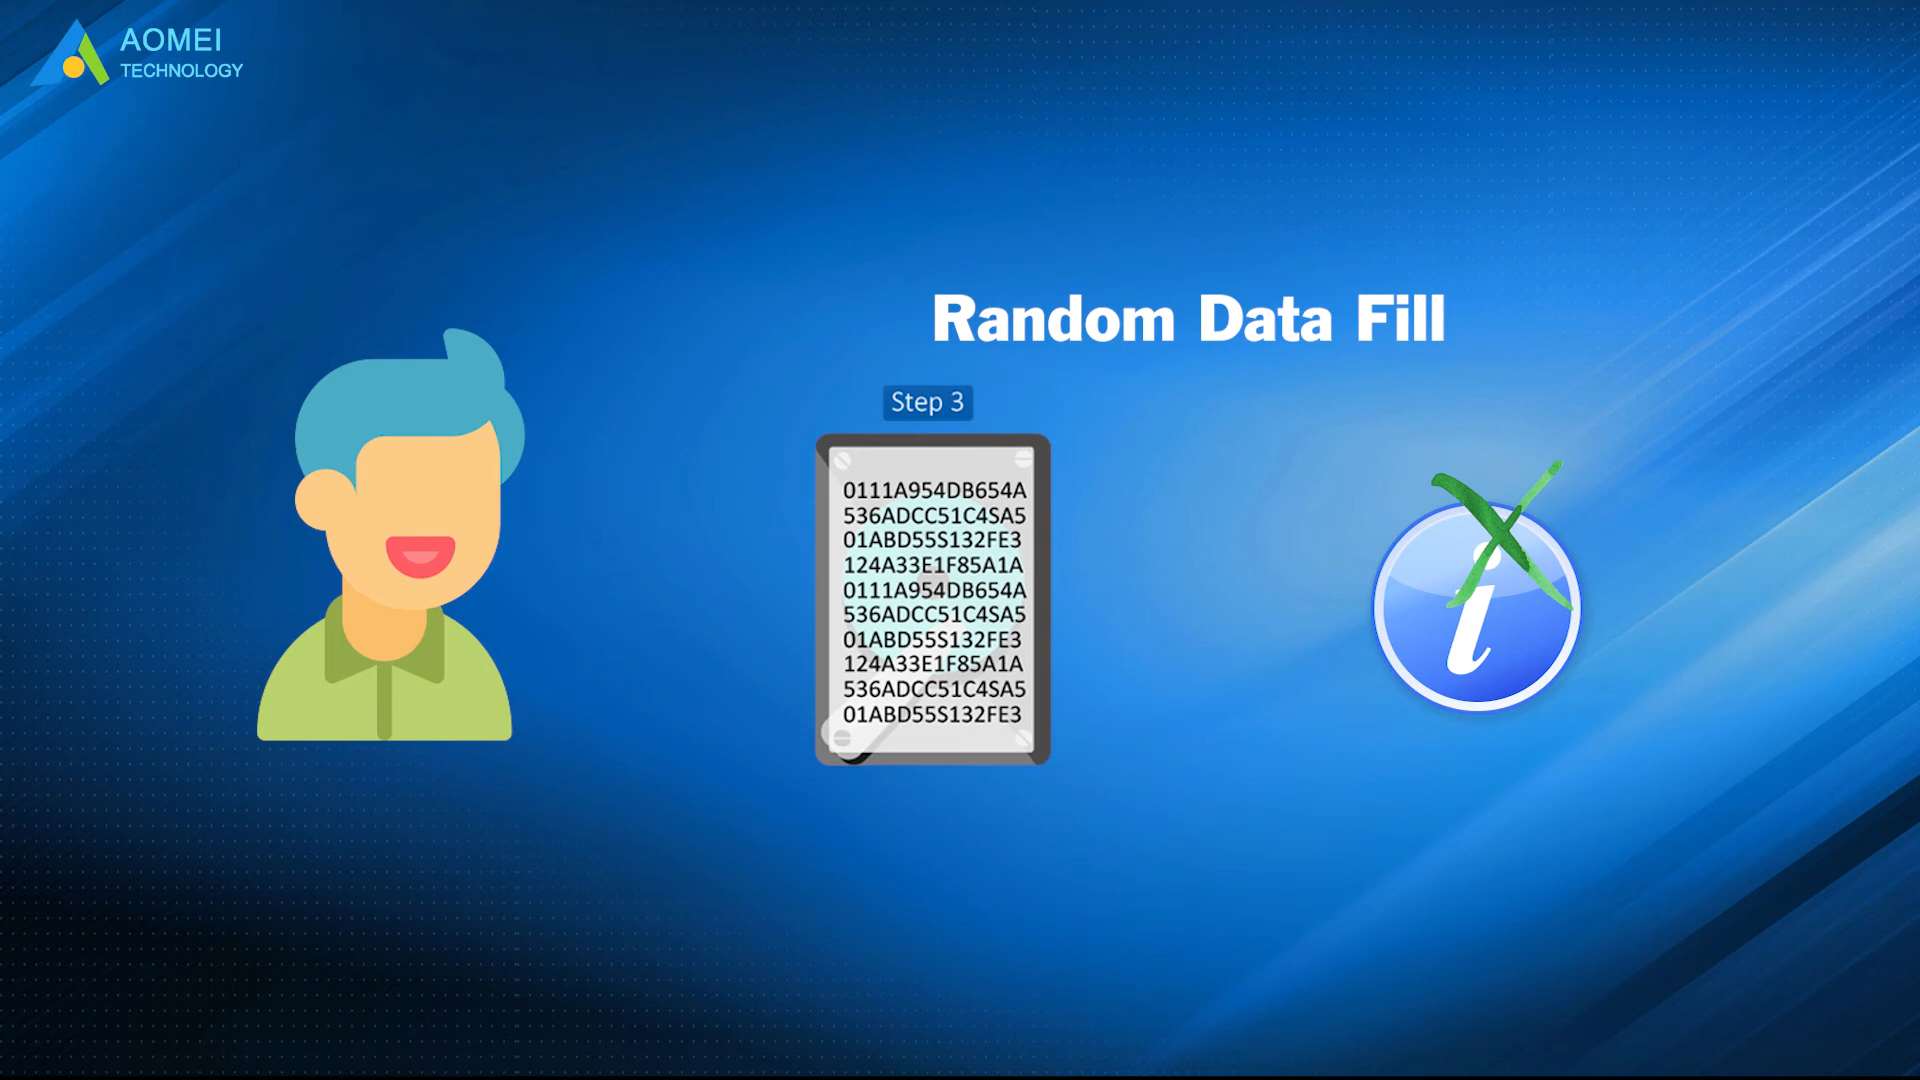 AOMEI
TECHNOLOGY
Random Data Fill
Step 3
0111A954DB654A
536ADCC51C4SA5
01ABD55S132FE3
124A33E1F85A1A
0111A954DB654A
536ADCC51C4SA5
01ABD55S132FE3
124A33E1F85A1A
536ADCC51C4SA5
01ABD55S132FE3
i